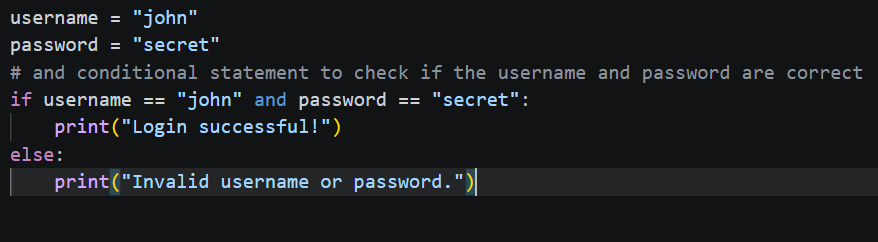 username = "john"
password = "secret"
# and conditional statement to check if the username and password are correct
if username == "john" and password == "secret":
    print("Login successful!")
else:
    print("Invalid username or password.")